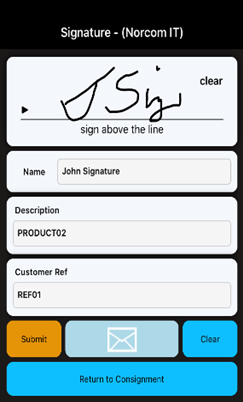 Signature - (Norcom IT)
clear
J Sig
sign above the line
Name
John Signature
Description
PRODUCT02
Customer Ref
REF01
Submit
Clear
Return to Consignment